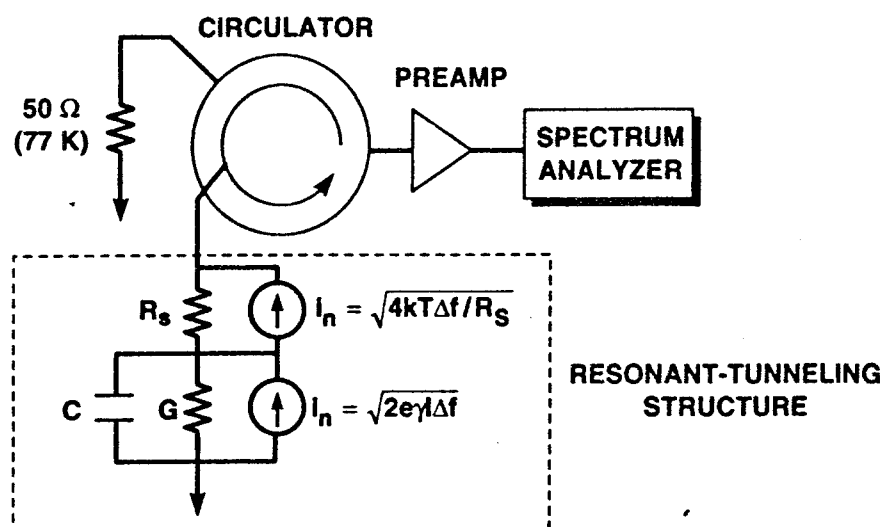 CIRCULATOR
PREAMP
50 Ω
(77 K)
SPECTRUM
ANALYZER
R_s
i_n = √4kTΔf/R_S
C
G
i_n = √2eγIΔf
RESONANT-TUNNELING
STRUCTURE